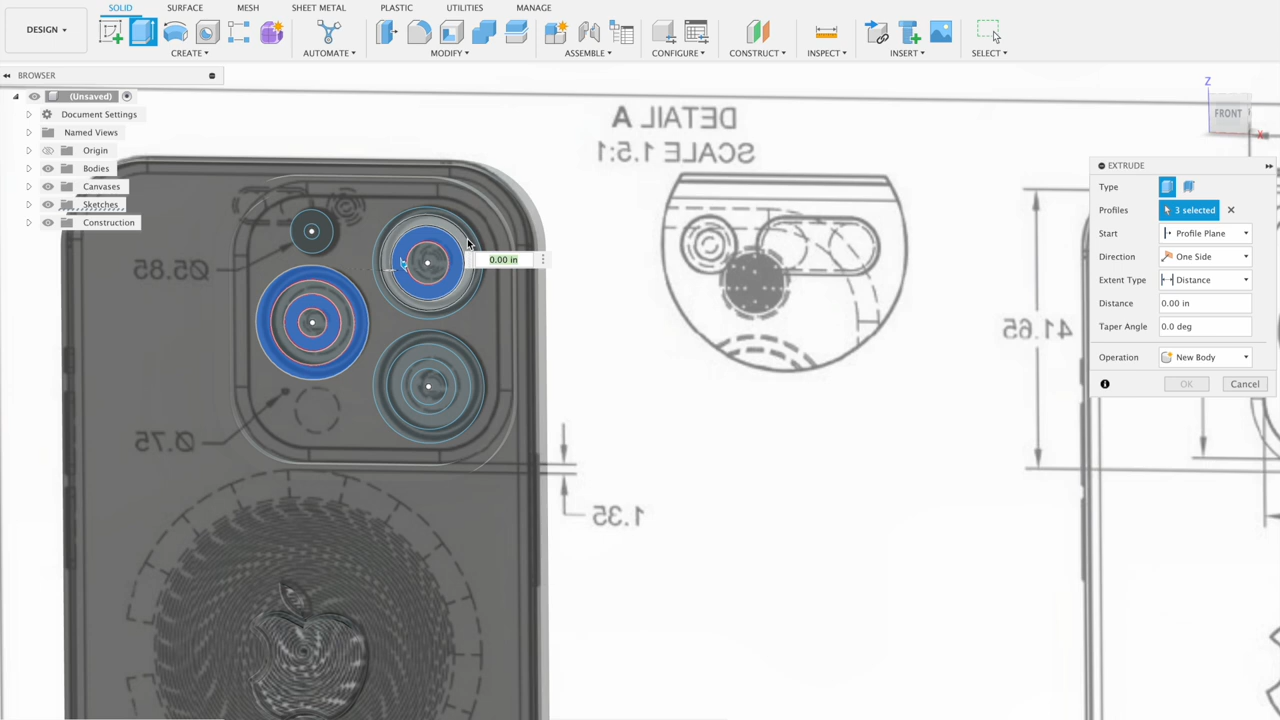 SOLID SURFACE MESH SHEET METAL PLASTIC UTILITIES MANAGE
DESIGN
CREATE AUTOMATE MODIFY ASSEMBLE CONFIGURE CONSTRUCT INSPECT INSERT SELECT
BROWSER
(Unsaved)
Document Settings
Named Views
Origin
Bodies
Canvases
Sketches
Construction
DETAIL A
SCALE 1.5:1
Z
FRONT
X
EXTRUDE
Type
Profiles 3 selected
Start Profile Plane
Direction One Side
Extent Type Distance
Distance 0.00 in
Taper Angle 0.0 deg
Operation New Body
OK Cancel
0.00 in
Ø5.85
41.65
Ø.75
1.35